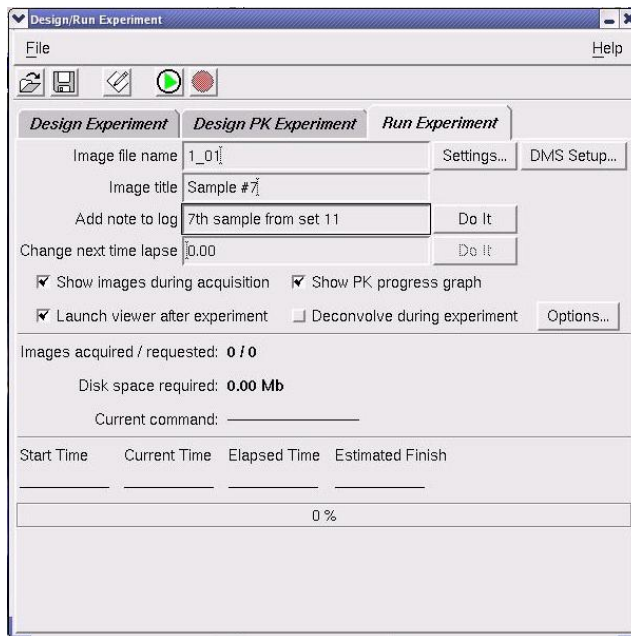 Design/Run Experiment
File Help
Design Experiment Design PK Experiment Run Experiment
Image file name 1_01 Settings... DMS Setup...
Image title Sample #7
Add note to log 7th sample from set 11 Do It
Change next time lapse 0.00 Do It
Show images during acquisition Show PK progress graph
Launch viewer after experiment Deconvolve during experiment Options...
Images acquired / requested: 0 / 0
Disk space required: 0.00 Mb
Current command:
Start Time Current Time Elapsed Time Estimated Finish
0 %